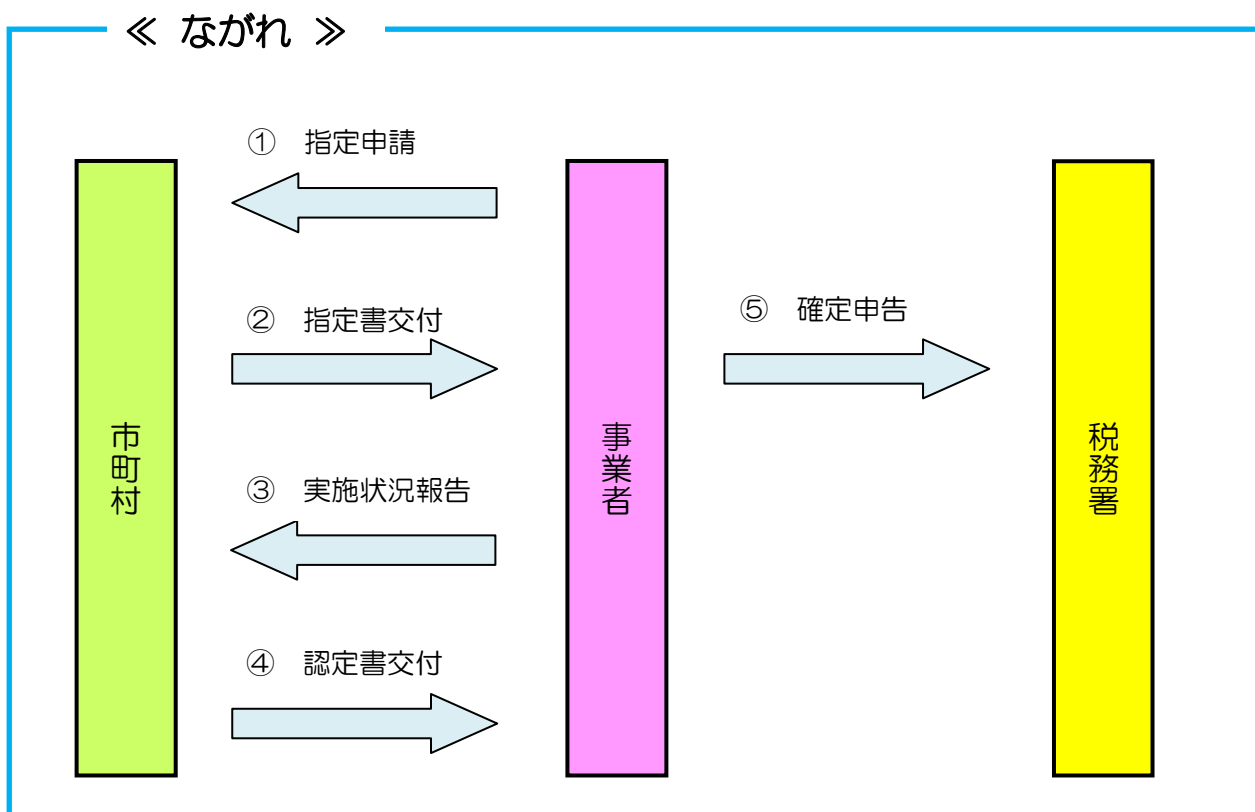 ≪ ながれ ≫
① 指定申請
② 指定書交付
⑤ 確定申告
市町村
事業者
税務署
③ 実施状況報告
④ 認定書交付